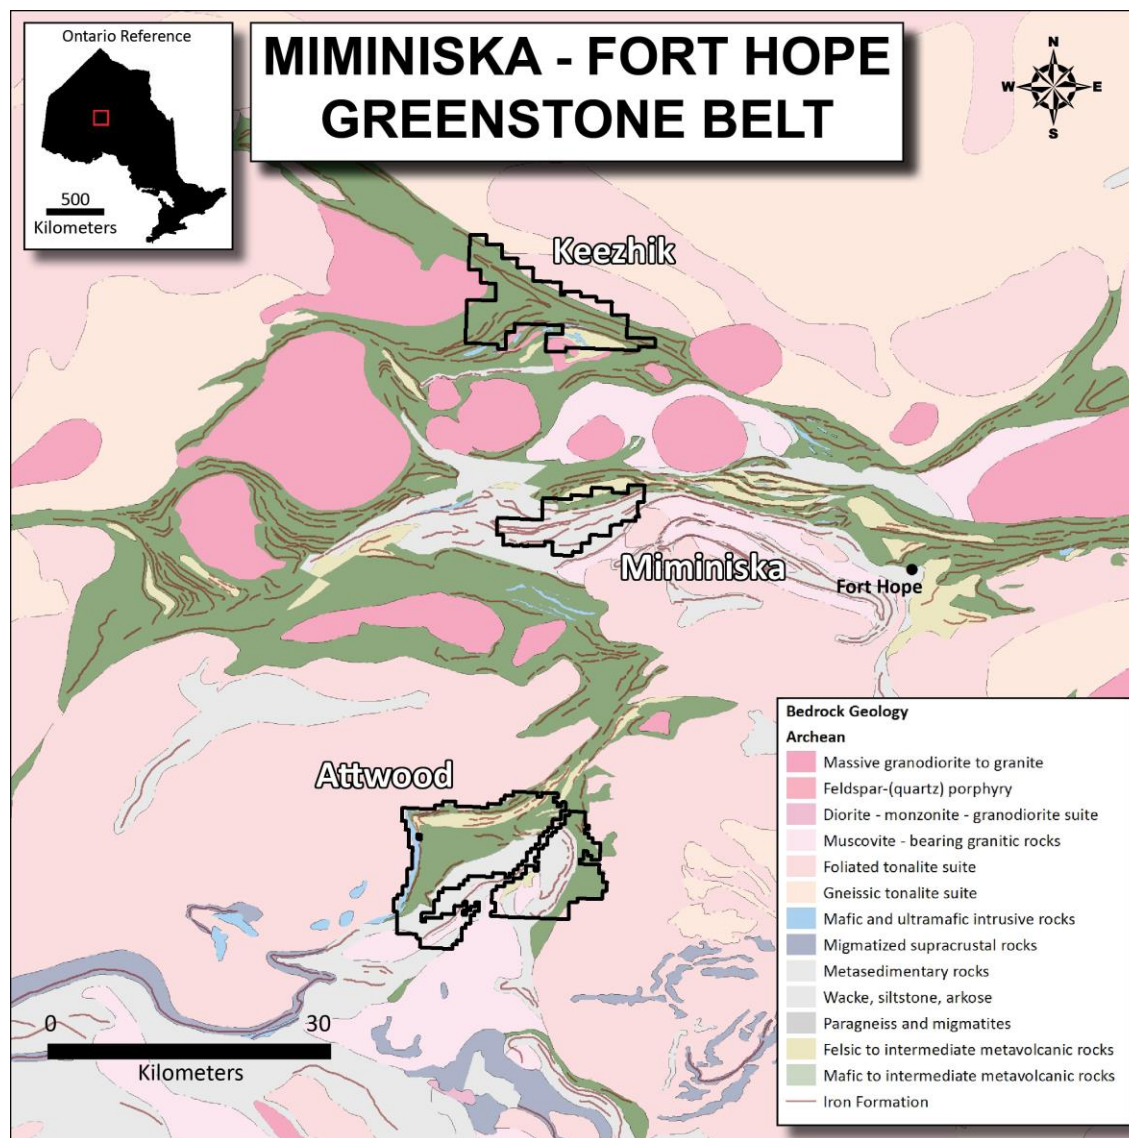 Ontario Reference
500
Kilometers
MIMINISKA - FORT HOPE
GREENSTONE BELT
N
W E
S
Keezhik
Miminiska
Fort Hope
Attwood
0 30
Kilometers
Bedrock Geology
Archean
Massive granodiorite to granite
Feldspar-(quartz) porphyry
Diorite - monzonite - granodiorite suite
Muscovite - bearing granitic rocks
Foliated tonalite suite
Gneissic tonalite suite
Mafic and ultramafic intrusive rocks
Migmatized supracrustal rocks
Metasedimentary rocks
Wacke, siltstone, arkose
Paragneiss and migmatites
Felsic to intermediate metavolcanic rocks
Mafic to intermediate metavolcanic rocks
Iron Formation